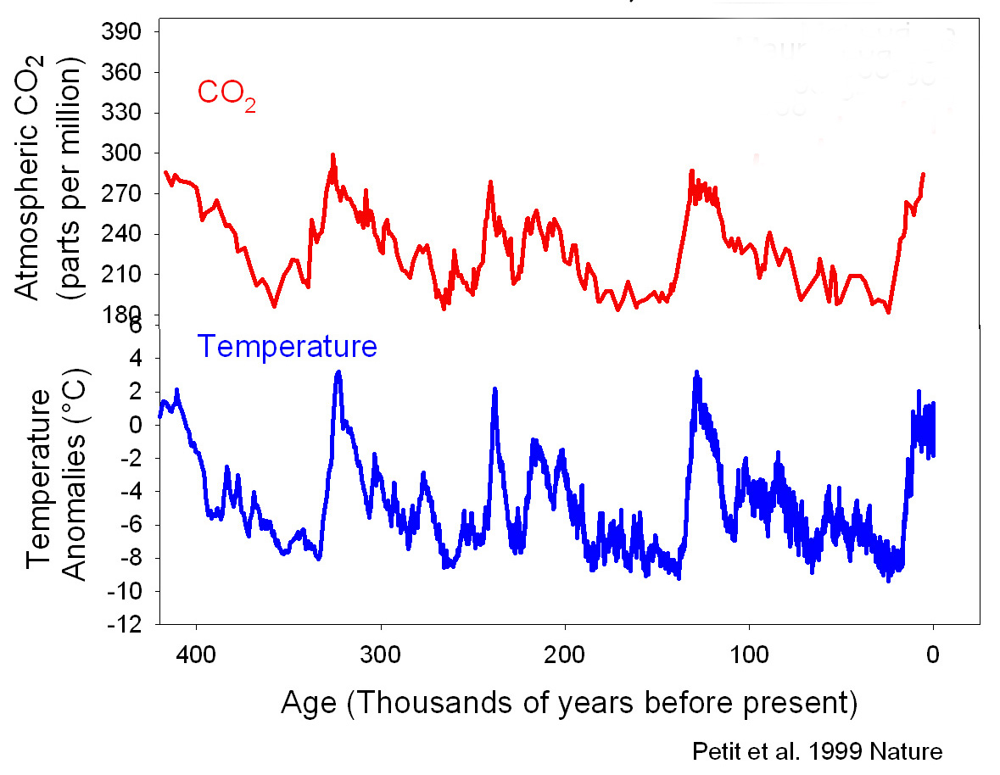 390
360
330
300
270
240
210
180
Atmospheric CO2
(parts per million)
CO2
6
4
2
0
-2
-4
-6
-8
-10
-12
Temperature
Anomalies (°C)
Temperature
400 300 200 100 0
Age (Thousands of years before present)
Petit et al. 1999 Nature